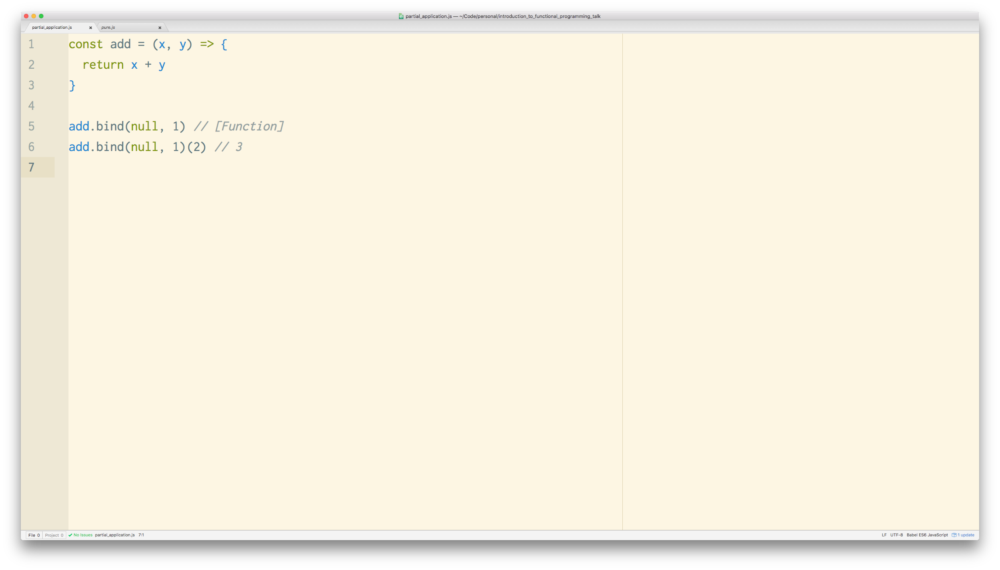 partial_application.js — ~/Code/personal/introduction_to_functional_programming_talk
partial_application.js pure.js
1 const add = (x, y) => {
2   return x + y
3 }
4
5 add.bind(null, 1) // [Function]
6 add.bind(null, 1)(2) // 3
7
File 0 Project 0 No Issues partial_application.js 7:1 LF UTF-8 Babel ES6 JavaScript 1 update